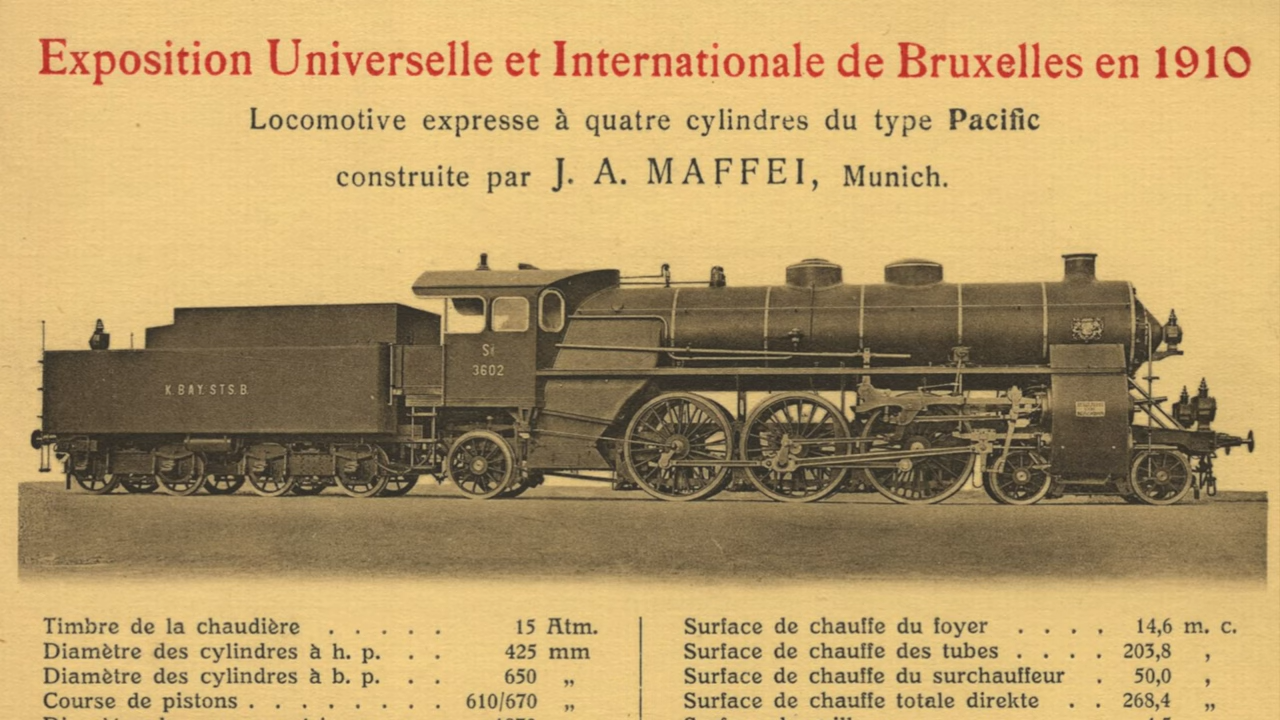 Exposition Universelle et Internationale de Bruxelles en 1910
Locomotive expresse à quatre cylindres du type Pacific
construite par J. A. MAFFEI, Munich.
K. BAY. STS. B.
S 3/6
3602
Timbre de la chaudière . . . . . 15 Atm.
Diamètre des cylindres à h. p. . . . 425 mm
Diamètre des cylindres à b. p. . . . 650 „
Course de pistons . . . . . . . . 610/670 „
Surface de chauffe du foyer . . . . 14,6 m. c.
Surface de chauffe des tubes . . . . 203,8 ,
Surface de chauffe du surchauffeur . 50,0 ,
Surface de chauffe totale direkte . . 268,4 „